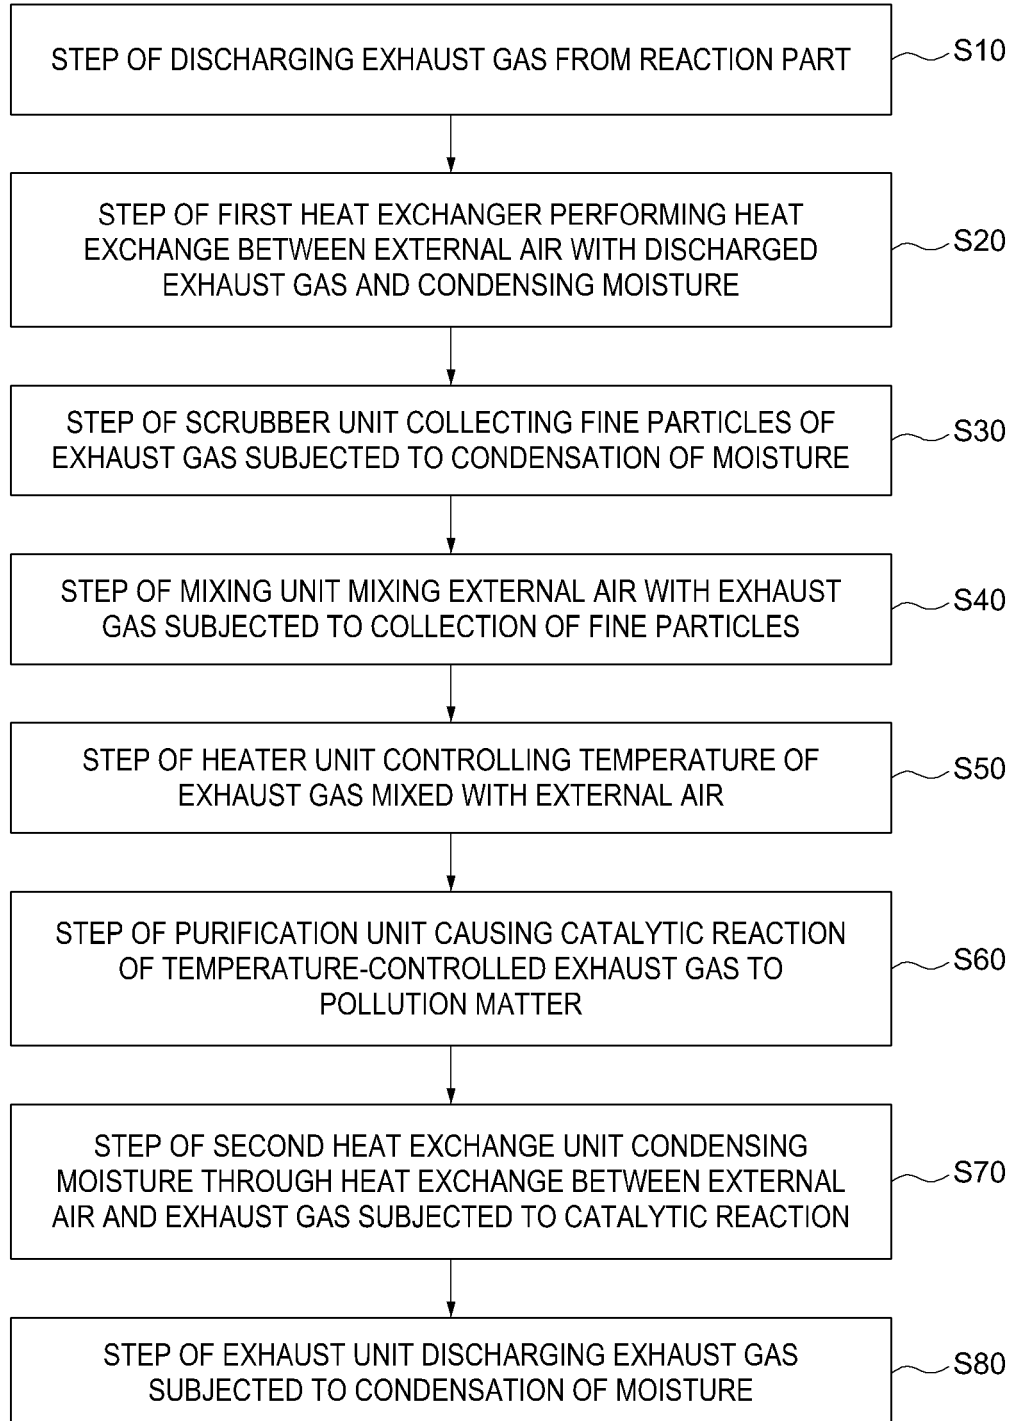 STEP OF DISCHARGING EXHAUST GAS FROM REACTION PART
S10
STEP OF FIRST HEAT EXCHANGER PERFORMING HEAT
EXCHANGE BETWEEN EXTERNAL AIR WITH DISCHARGED
EXHAUST GAS AND CONDENSING MOISTURE
S20
STEP OF SCRUBBER UNIT COLLECTING FINE PARTICLES OF
EXHAUST GAS SUBJECTED TO CONDENSATION OF MOISTURE
S30
STEP OF MIXING UNIT MIXING EXTERNAL AIR WITH EXHAUST
GAS SUBJECTED TO COLLECTION OF FINE PARTICLES
S40
STEP OF HEATER UNIT CONTROLLING TEMPERATURE OF
EXHAUST GAS MIXED WITH EXTERNAL AIR
S50
STEP OF PURIFICATION UNIT CAUSING CATALYTIC REACTION
OF TEMPERATURE-CONTROLLED EXHAUST GAS TO
POLLUTION MATTER
S60
STEP OF SECOND HEAT EXCHANGE UNIT CONDENSING
MOISTURE THROUGH HEAT EXCHANGE BETWEEN EXTERNAL
AIR AND EXHAUST GAS SUBJECTED TO CATALYTIC REACTION
S70
STEP OF EXHAUST UNIT DISCHARGING EXHAUST GAS
SUBJECTED TO CONDENSATION OF MOISTURE
S80